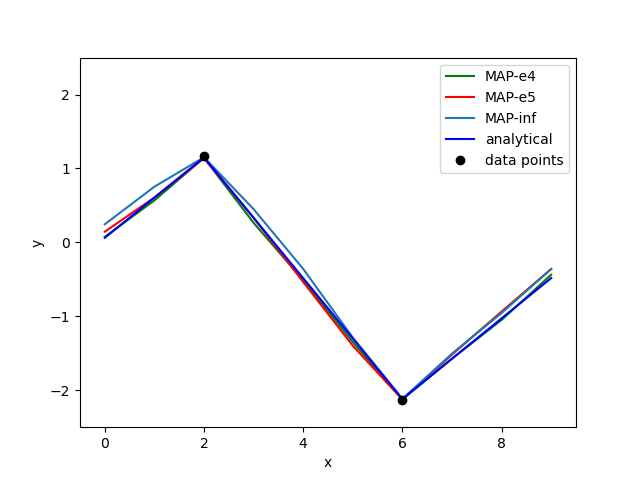 MAP-e4
MAP-e5
MAP-inf
analytical
data points
2
1
0
−1
−2
y
0 2 4 6 8
x